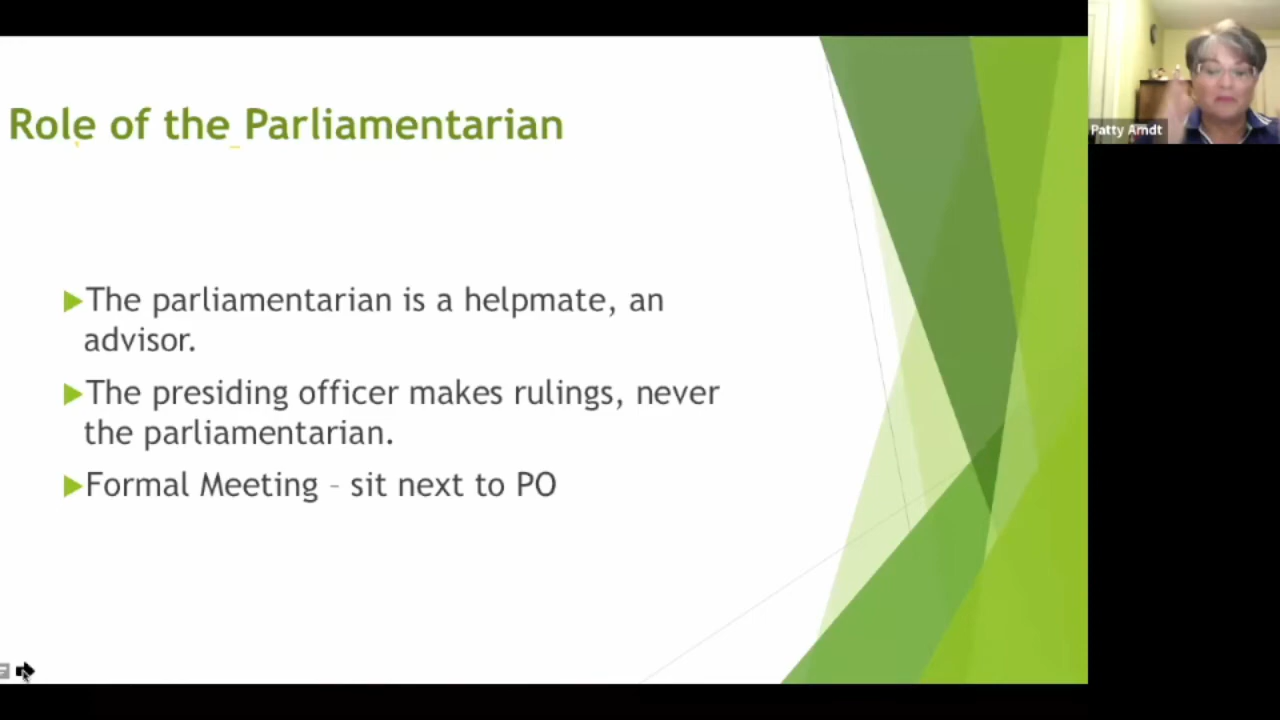 Role of the Parliamentarian
The parliamentarian is a helpmate, an
advisor.
The presiding officer makes rulings, never
the parliamentarian.
Formal Meeting – sit next to PO
Patty Arndt